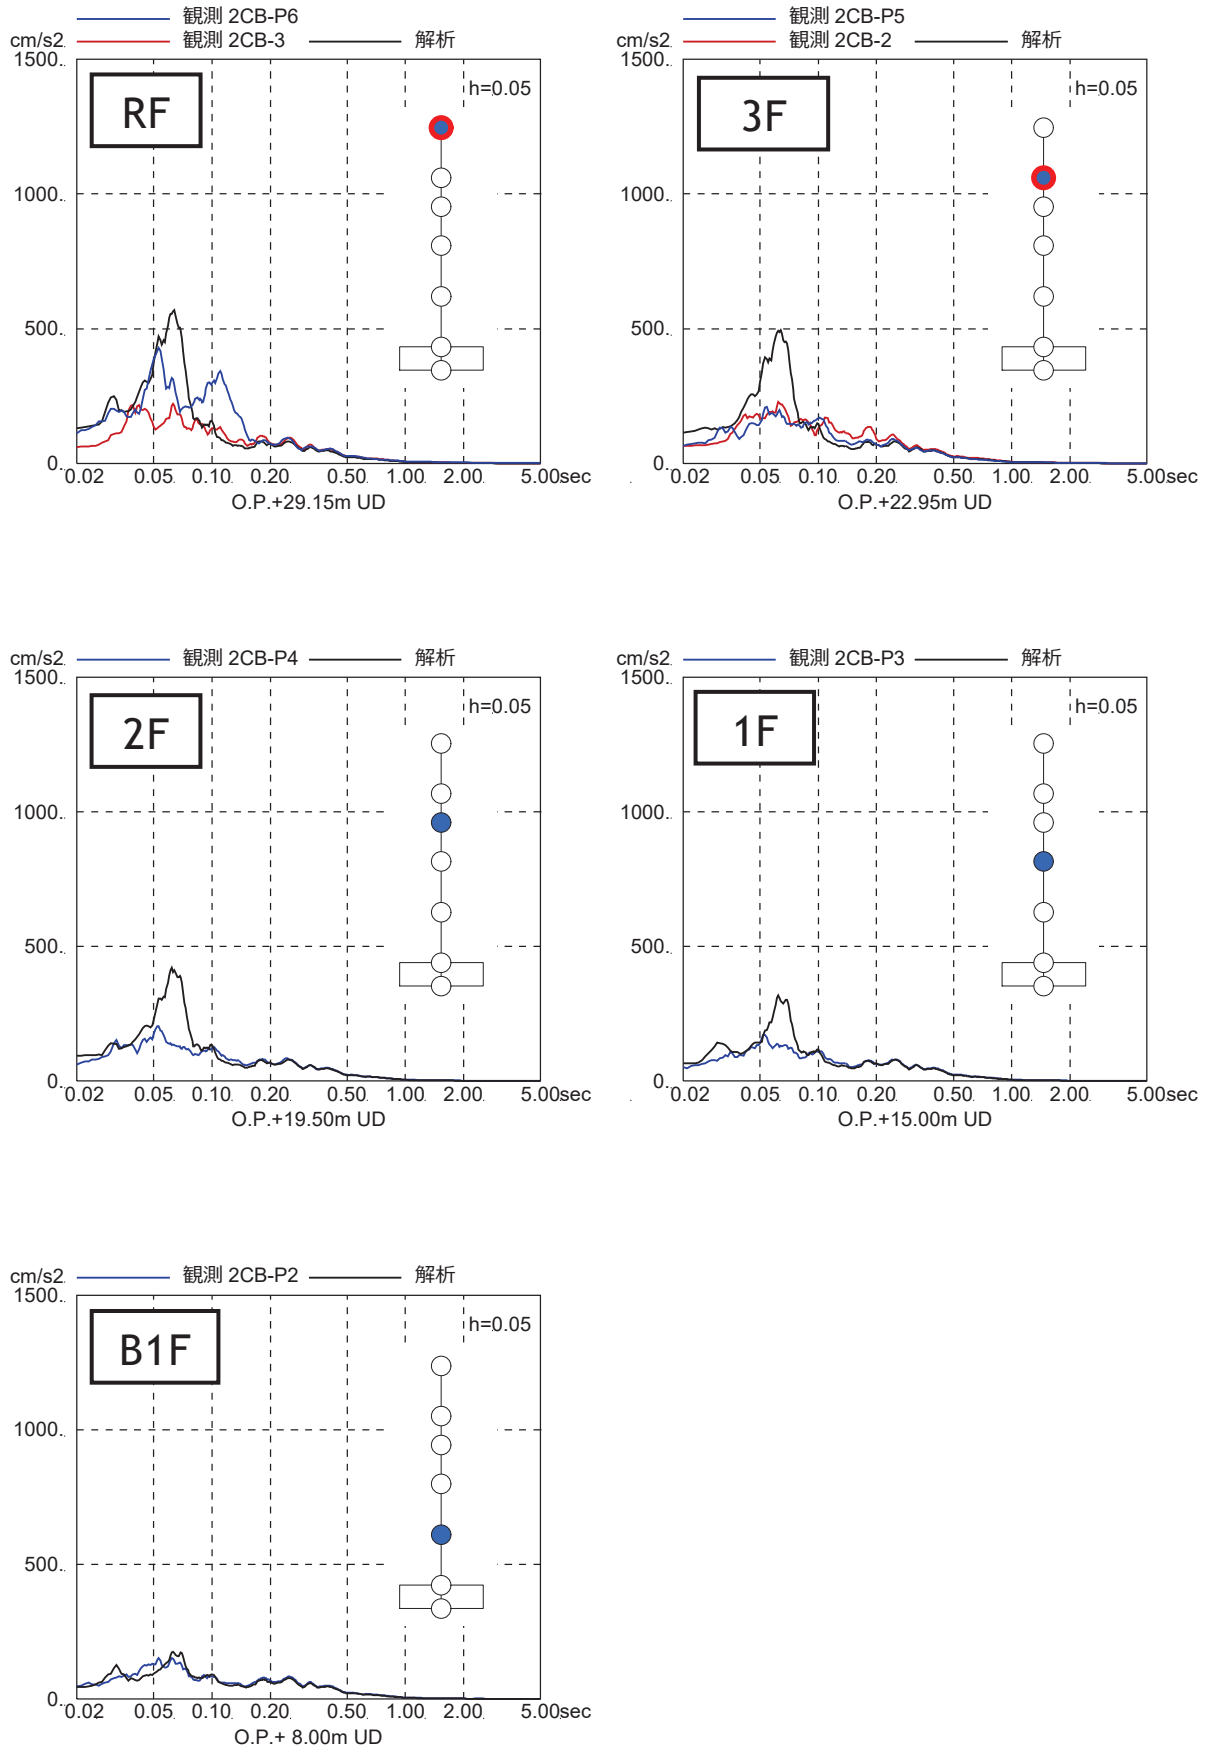 観測 2CB-P6
cm/s2. 観測 2CB-3 解析
1500.
RF
h=0.05
1000.
500.
0.
0.02 0.05 0.10 0.20 0.50 1.00 2.00 5.00sec
O.P.+29.15m UD
観測 2CB-P5
cm/s2. 観測 2CB-2 解析
1500.
3F
h=0.05
1000.
500.
0.
0.02 0.05 0.10 0.20 0.50 1.00 2.00 5.00sec
O.P.+22.95m UD
cm/s2. 観測 2CB-P4 解析
1500.
2F
h=0.05
1000.
500.
0.
0.02 0.05 0.10 0.20 0.50 1.00 2.00 5.00sec
O.P.+19.50m UD
cm/s2. 観測 2CB-P3 解析
1500.
1F
h=0.05
1000.
500.
0.
0.02 0.05 0.10 0.20 0.50 1.00 2.00 5.00sec
O.P.+15.00m UD
cm/s2. 観測 2CB-P2 解析
1500.
B1F
h=0.05
1000.
500.
0.
0.02 0.05 0.10 0.20 0.50 1.00 2.00 5.00sec
O.P.+ 8.00m UD